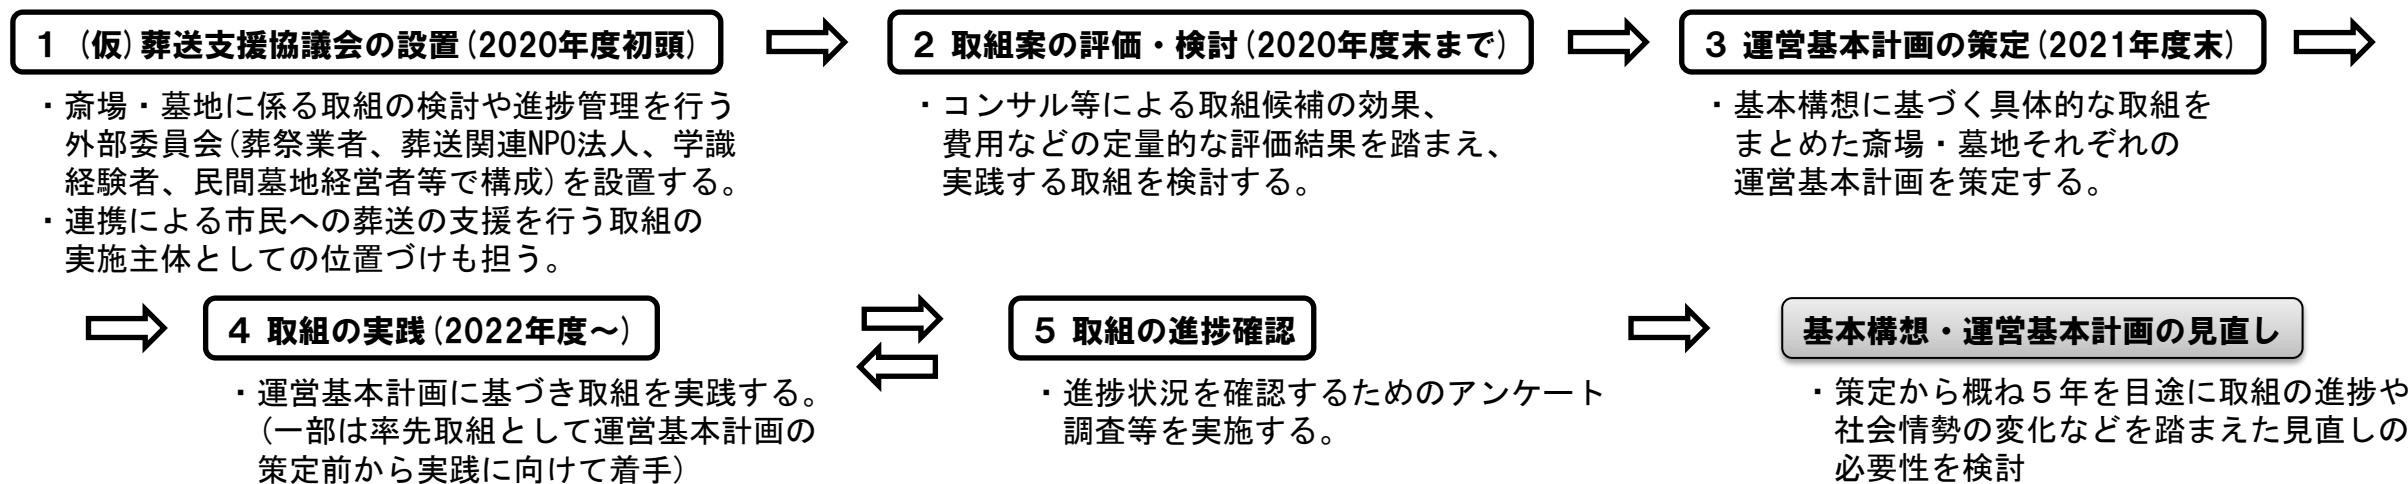 1 (仮)葬送支援協議会の設置(2020年度初頭)
・斎場・墓地に係る取組の検討や進捗管理を行う
外部委員会(葬祭業者、葬送関連NPO法人、学識
経験者、民間墓地経営者等で構成)を設置する。
・連携による市民への葬送の支援を行う取組の
実施主体としての位置づけも担う。
2 取組案の評価・検討(2020年度末まで)
・コンサル等による取組候補の効果、
費用などの定量的な評価結果を踏まえ、
実践する取組を検討する。
3 運営基本計画の策定(2021年度末)
・基本構想に基づく具体的な取組を
まとめた斎場・墓地それぞれの
運営基本計画を策定する。
4 取組の実践(2022年度~)
・運営基本計画に基づき取組を実践する。
(一部は率先取組として運営基本計画の
策定前から実践に向けて着手)
5 取組の進捗確認
・進捗状況を確認するためのアンケート
調査等を実施する。
基本構想・運営基本計画の見直し
・策定から概ね5年を目途に取組の進捗や
社会情勢の変化などを踏まえた見直しの
必要性を検討